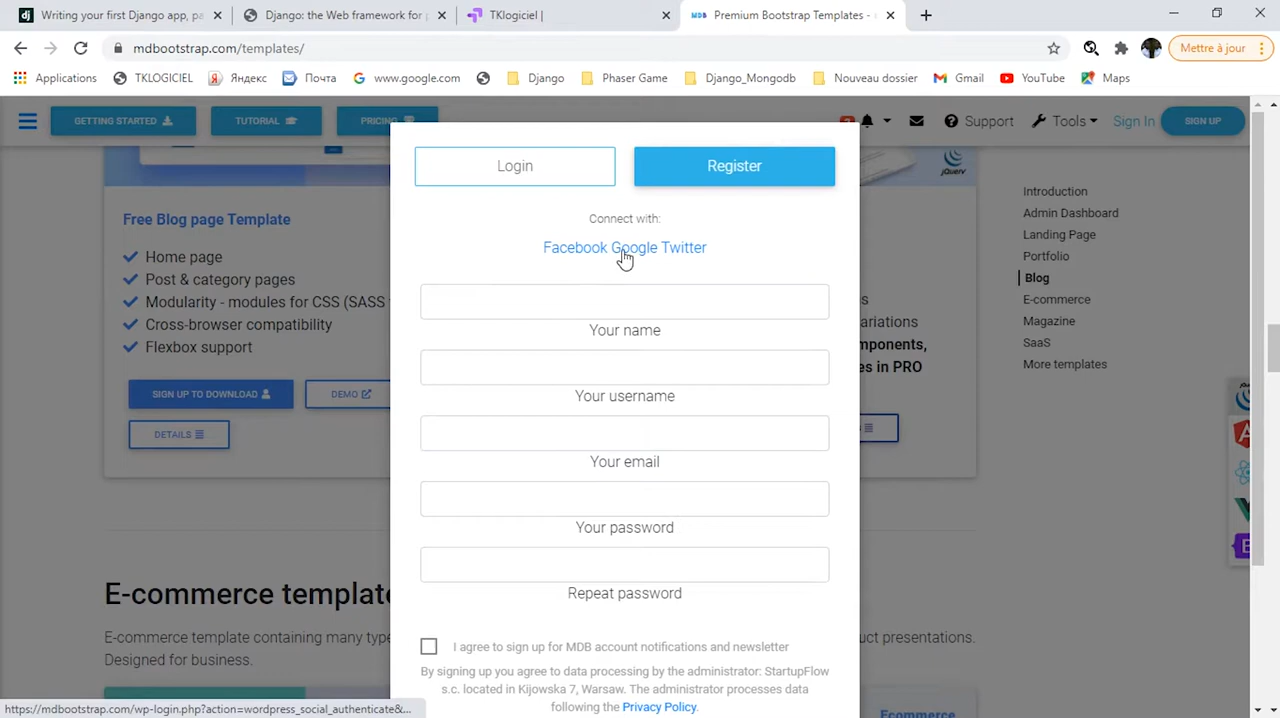 Writing your first Django app, pa
Django: the Web framework for p
TKlogiciel |
Premium Bootstrap Templates -
mdbootstrap.com/templates/
Mettre à jour
Applications
TKLOGICIEL
Яндекс
Почта
www.google.com
Django
Phaser Game
Django_Mongodb
Nouveau dossier
Gmail
YouTube
Maps
GETTING STARTED
TUTORIAL
PRICING
Support
Tools
Sign In
SIGN UP
Login
Register
jQuery
Connect with:
Facebook Google Twitter
Your name
Your username
Your email
Your password
Repeat password
I agree to sign up for MDB account notifications and newsletter
By signing up you agree to data processing by the administrator: StartupFlow
s.c. located in Kijowska 7, Warsaw. The administrator processes data
following the Privacy Policy.
Free Blog page Template
Home page
Post & category pages
Modularity - modules for CSS (SASS
Cross-browser compatibility
Flexbox support
SIGN UP TO DOWNLOAD
DEMO
DETAILS
mponents,
es in PRO
Introduction
Admin Dashboard
Landing Page
Portfolio
Blog
E-commerce
Magazine
SaaS
More templates
E-commerce templat
E-commerce template containing many type
uct presentations.
Designed for business.
Ecommerce
https://mdbootstrap.com/wp-login.php?action=wordpress_social_authenticate&...